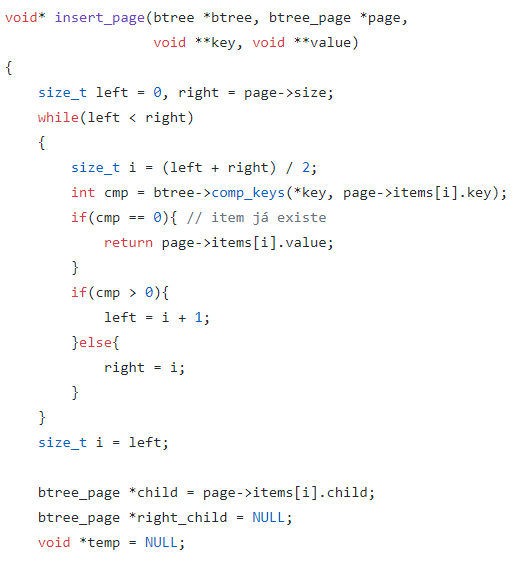 void* insert_page(btree *btree, btree_page *page,
                  void **key, void **value)
{
    size_t left = 0, right = page->size;
    while(left < right)
    {
        size_t i = (left + right) / 2;
        int cmp = btree->comp_keys(*key, page->items[i].key);
        if(cmp == 0){ // item já existe
            return page->items[i].value;
        }
        if(cmp > 0){
            left = i + 1;
        }else{
            right = i;
        }
    }
    size_t i = left;

    btree_page *child = page->items[i].child;
    btree_page *right_child = NULL;
    void *temp = NULL;